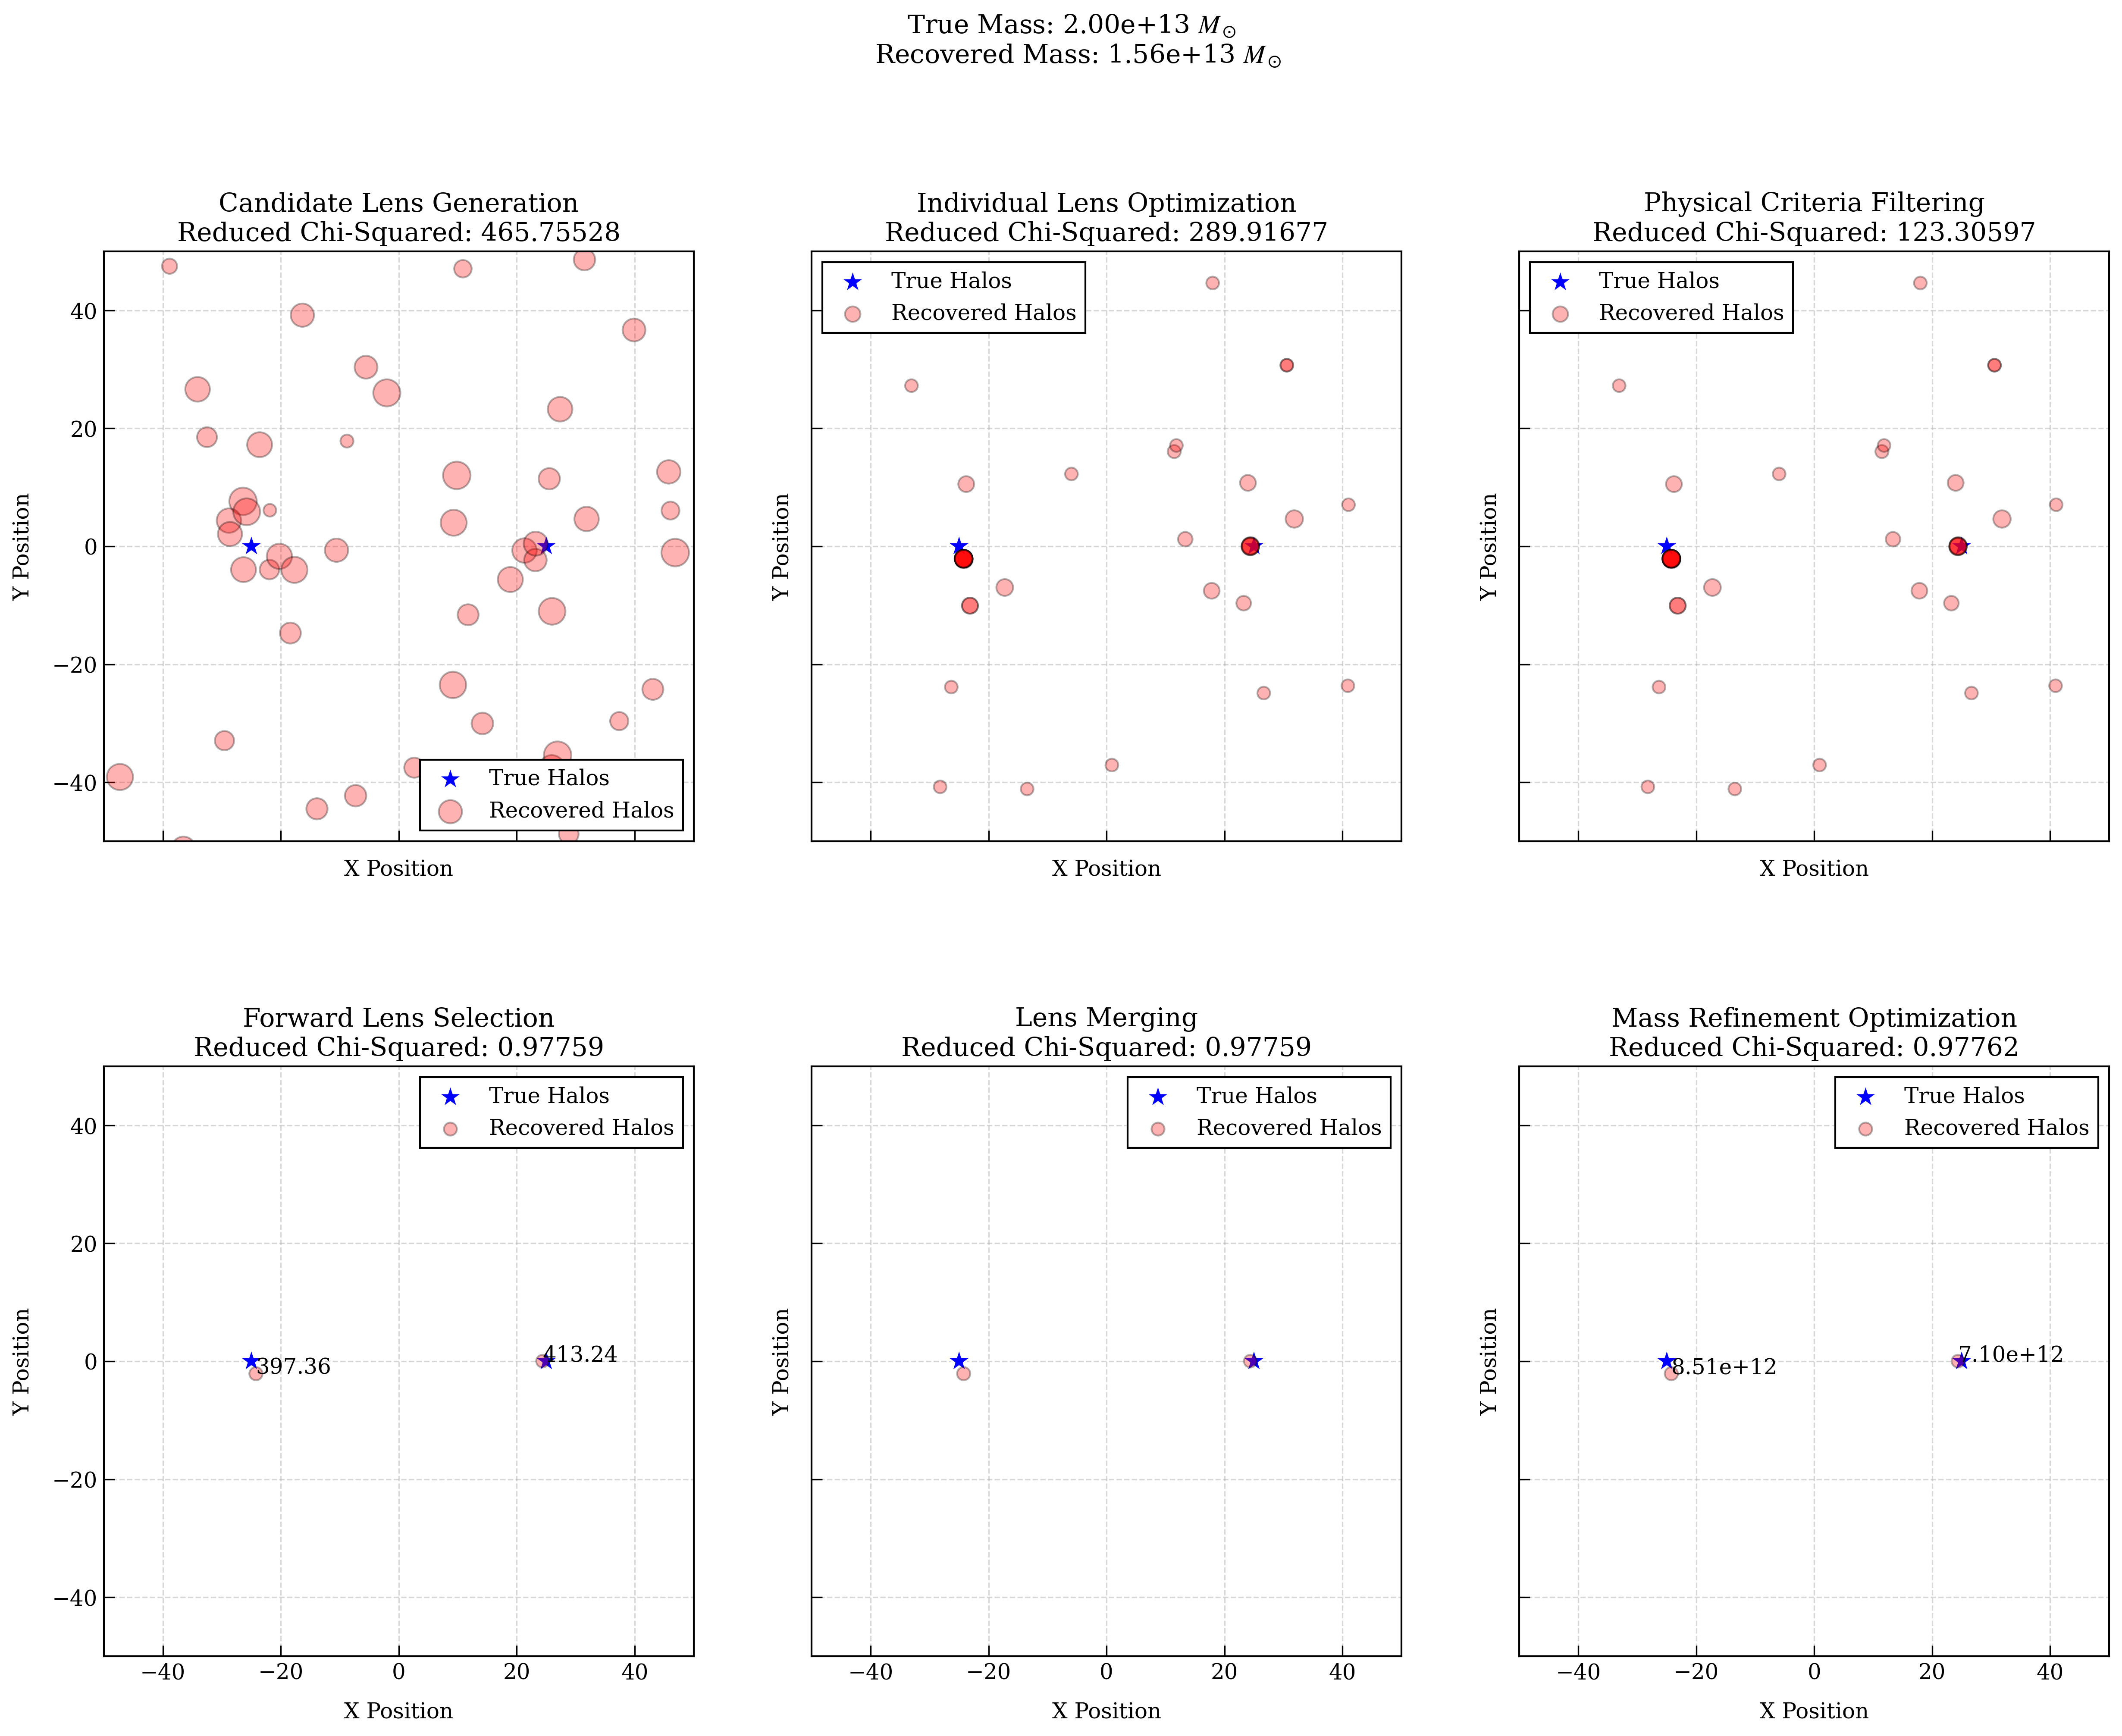 True Mass: 2.00e+13 M⊙
Recovered Mass: 1.56e+13 M⊙
Candidate Lens Generation
Reduced Chi-Squared: 465.75528
40
20
0
−20
−40
Y Position
X Position
True Halos
Recovered Halos
Individual Lens Optimization
Reduced Chi-Squared: 289.91677
True Halos
Recovered Halos
Y Position
X Position
Physical Criteria Filtering
Reduced Chi-Squared: 123.30597
True Halos
Recovered Halos
Y Position
X Position
Forward Lens Selection
Reduced Chi-Squared: 0.97759
True Halos
Recovered Halos
40
20
0
−20
−40
Y Position
397.36
413.24
−40 −20 0 20 40
X Position
Lens Merging
Reduced Chi-Squared: 0.97759
True Halos
Recovered Halos
Y Position
−40 −20 0 20 40
X Position
Mass Refinement Optimization
Reduced Chi-Squared: 0.97762
True Halos
Recovered Halos
Y Position
8.51e+12
7.10e+12
−40 −20 0 20 40
X Position